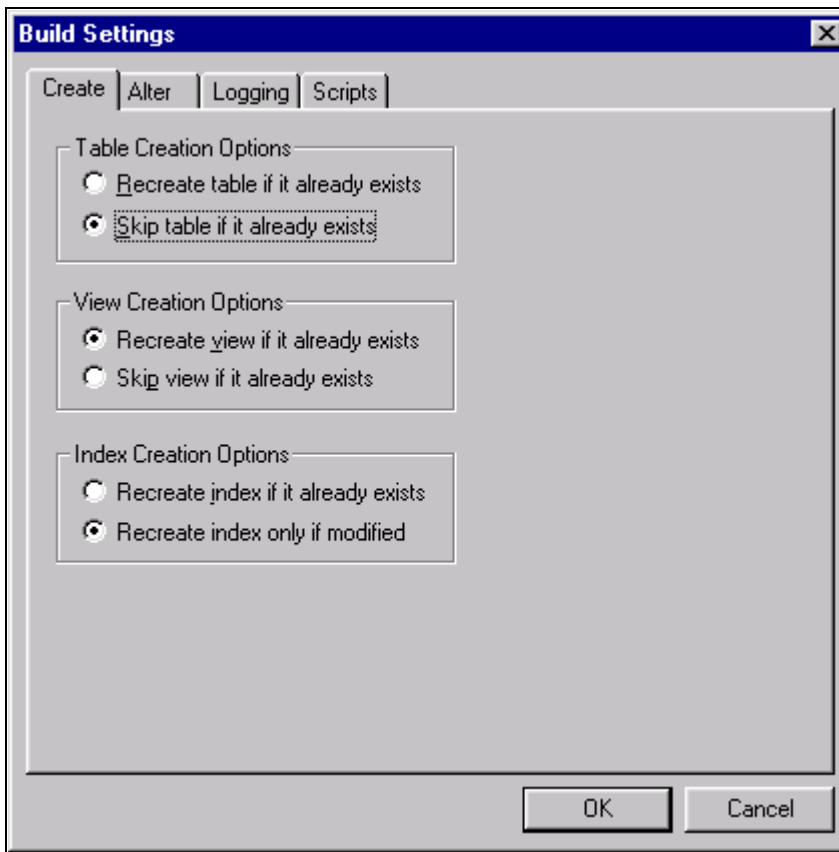 Build Settings
Create Alter Logging Scripts
Table Creation Options
Recreate table if it already exists
Skip table if it already exists
View Creation Options
Recreate view if it already exists
Skip view if it already exists
Index Creation Options
Recreate index if it already exists
Recreate index only if modified
OK Cancel